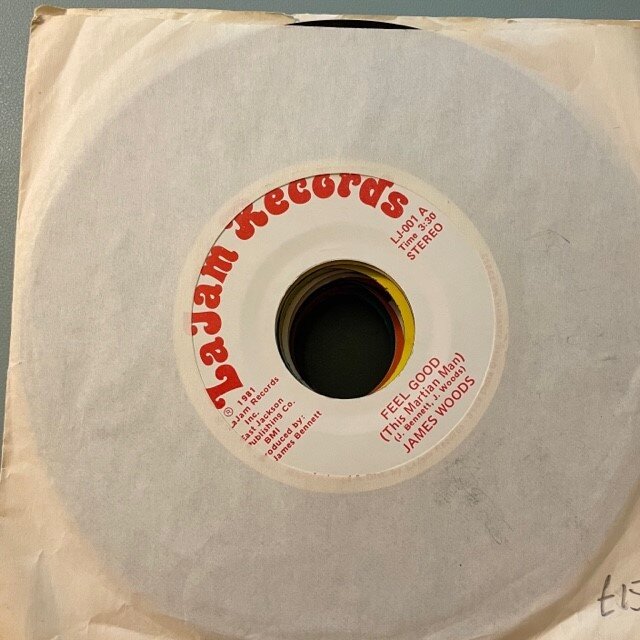 LaJam Records
LJ-001 A
Time 3:30
STEREO
℗ 1981
LaJam Records
Inc.
East Jackson
Publishing Co.
BMI
Produced by:
James Bennett
FEEL GOOD
(This Martian Man)
(J. Bennett, J. Woods)
JAMES WOODS
£15